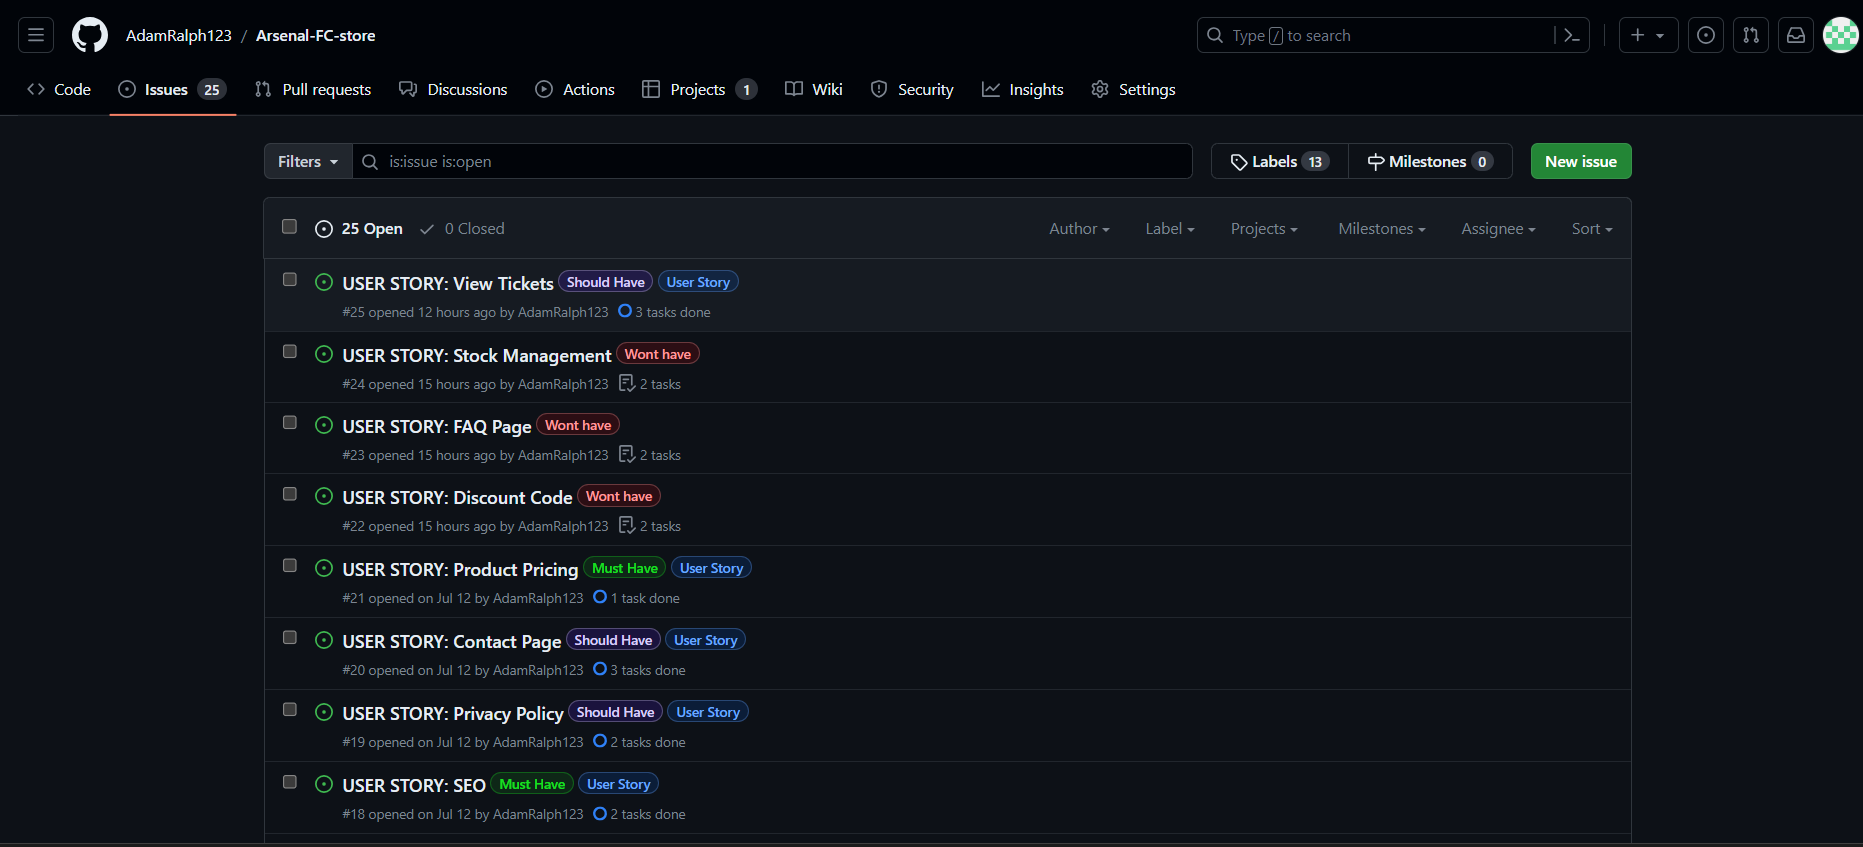 AdamRalph123 / Arsenal-FC-store
Type / to search
Code Issues 25 Pull requests Discussions Actions Projects 1 Wiki Security Insights Settings
Filters is:issue is:open Labels 13 Milestones 0 New issue
25 Open 0 Closed Author Label Projects Milestones Assignee Sort
USER STORY: View Tickets Should Have User Story
#25 opened 12 hours ago by AdamRalph123 3 tasks done
USER STORY: Stock Management Wont have
#24 opened 15 hours ago by AdamRalph123 2 tasks
USER STORY: FAQ Page Wont have
#23 opened 15 hours ago by AdamRalph123 2 tasks
USER STORY: Discount Code Wont have
#22 opened 15 hours ago by AdamRalph123 2 tasks
USER STORY: Product Pricing Must Have User Story
#21 opened on Jul 12 by AdamRalph123 1 task done
USER STORY: Contact Page Should Have User Story
#20 opened on Jul 12 by AdamRalph123 3 tasks done
USER STORY: Privacy Policy Should Have User Story
#19 opened on Jul 12 by AdamRalph123 2 tasks done
USER STORY: SEO Must Have User Story
#18 opened on Jul 12 by AdamRalph123 2 tasks done